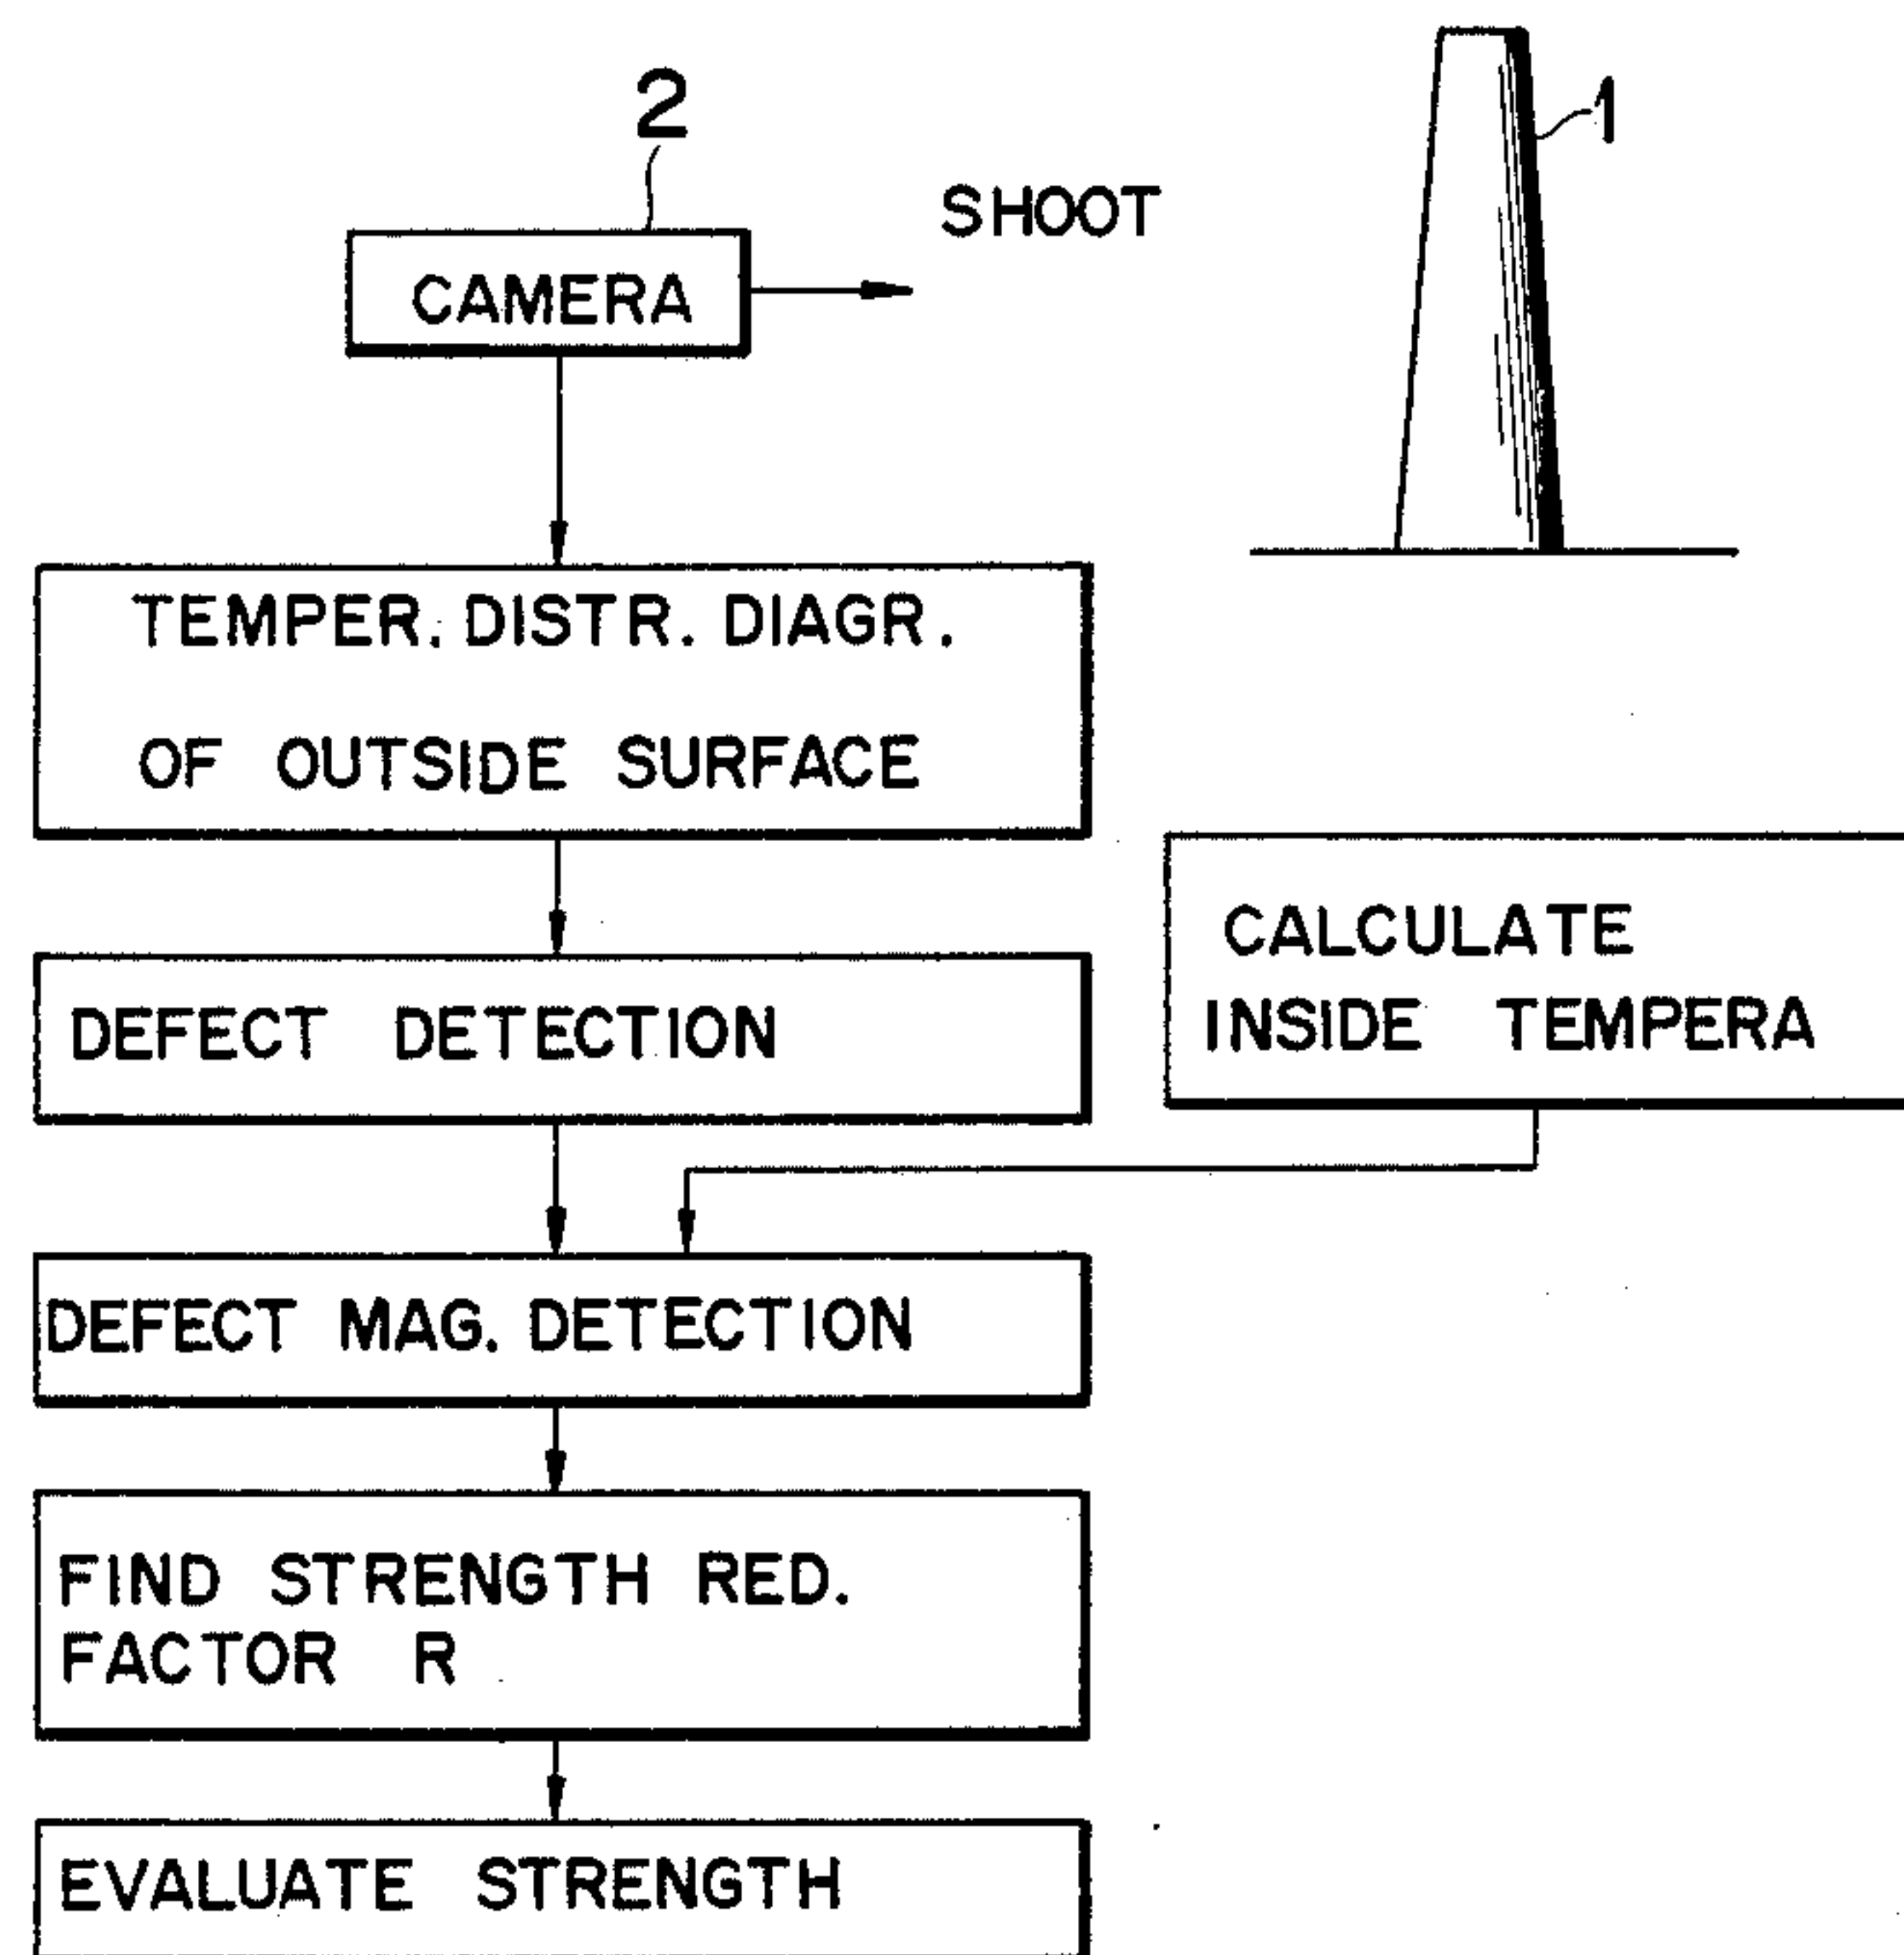 2
1
SHOOT
CAMERA
TEMPER. DISTR. DIAGR.
OF OUTSIDE SURFACE
CALCULATE
INSIDE TEMPERA
DEFECT DETECTION
DEFECT MAG. DETECTION
FIND STRENGTH RED.
FACTOR R
EVALUATE STRENGTH